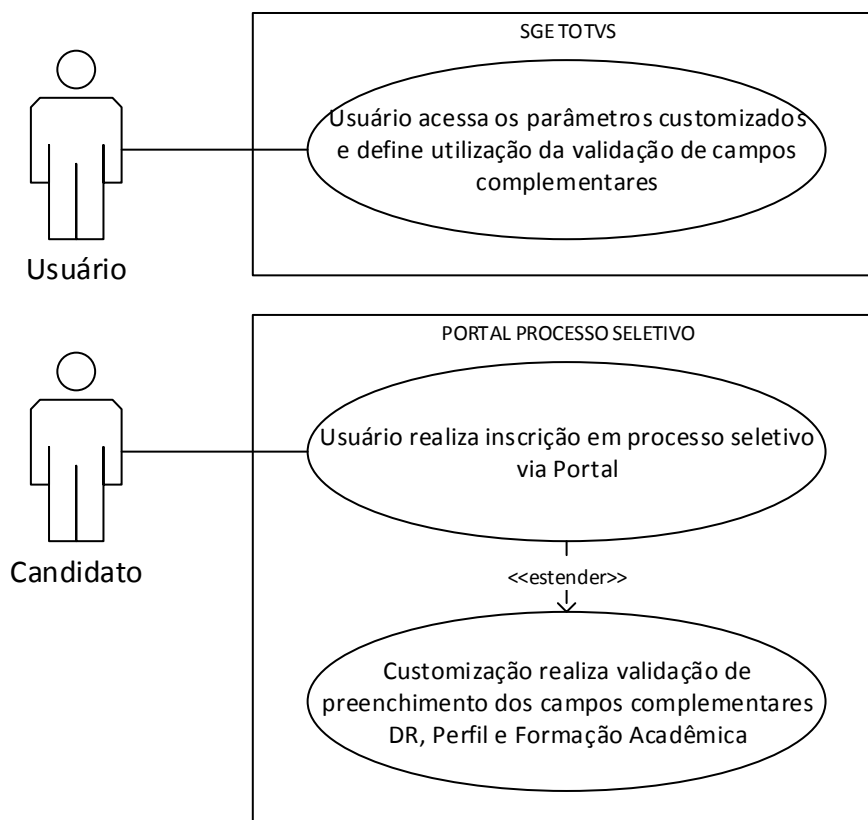 SGE TOTVS
Usuário acessa os parâmetros customizados
e define utilização da validação de campos
complementares
Usuário
PORTAL PROCESSO SELETIVO
Usuário realiza inscrição em processo seletivo
via Portal
Candidato
<<estender>>
Customização realiza validação de
preenchimento dos campos complementares
DR, Perfil e Formação Acadêmica